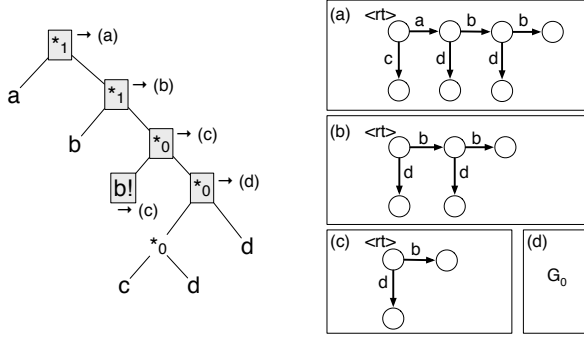 *1 → (a)
a
*1 → (b)
b
*0 → (c)
b!
→ (c)
*0 → (d)
*0
d
c d
(a) <rt> a b b
c d d
(b) <rt> b b
d d
(c) <rt> b
d
(d)
G0